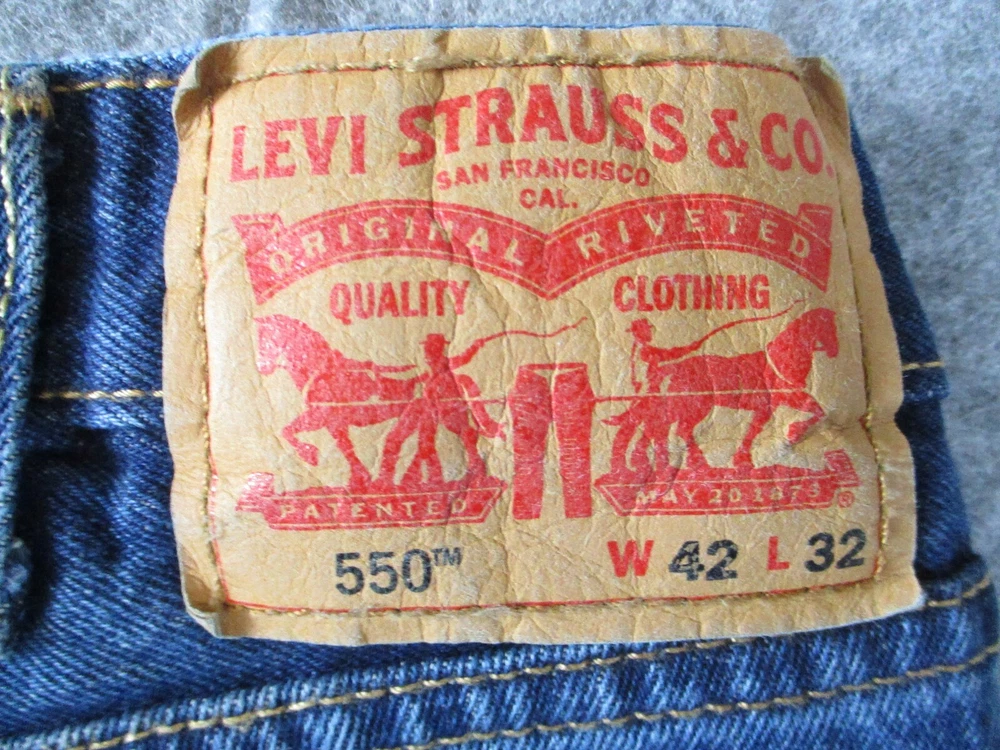 LEVI STRAUSS & CO.
SAN FRANCISCO
CAL.
ORIGINAL RIVETED
QUALITY CLOTHING
PATENTED MAY 20 1873 ®
550™ W 42 L 32